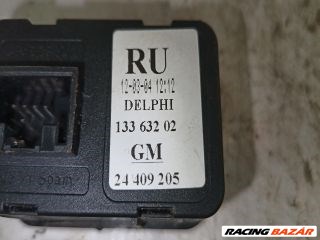 RU
12-03-04 12:12
DELPHI
133 632 02
GM
24 409 205
RACING BAZÁR